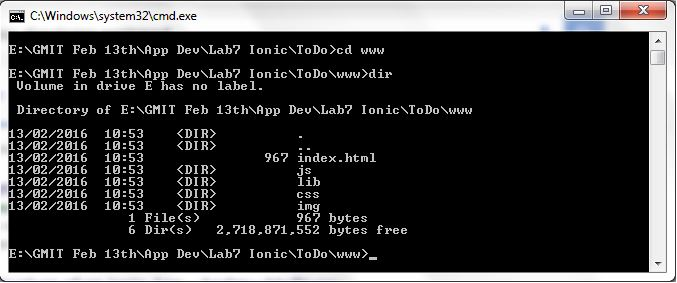 C:\Windows\system32\cmd.exe
E:\GMIT Feb 13th\App Dev\Lab7 Ionic\ToDo>cd www
E:\GMIT Feb 13th\App Dev\Lab7 Ionic\ToDo\www>dir
 Volume in drive E has no label.
 Directory of E:\GMIT Feb 13th\App Dev\Lab7 Ionic\ToDo\www
13/02/2016  10:53    <DIR>          .
13/02/2016  10:53    <DIR>          ..
13/02/2016  10:53               967 index.html
13/02/2016  10:53    <DIR>          js
13/02/2016  10:53    <DIR>          lib
13/02/2016  10:53    <DIR>          css
13/02/2016  10:53    <DIR>          img
               1 File(s)            967 bytes
               6 Dir(s)   2,718,871,552 bytes free
E:\GMIT Feb 13th\App Dev\Lab7 Ionic\ToDo\www>_